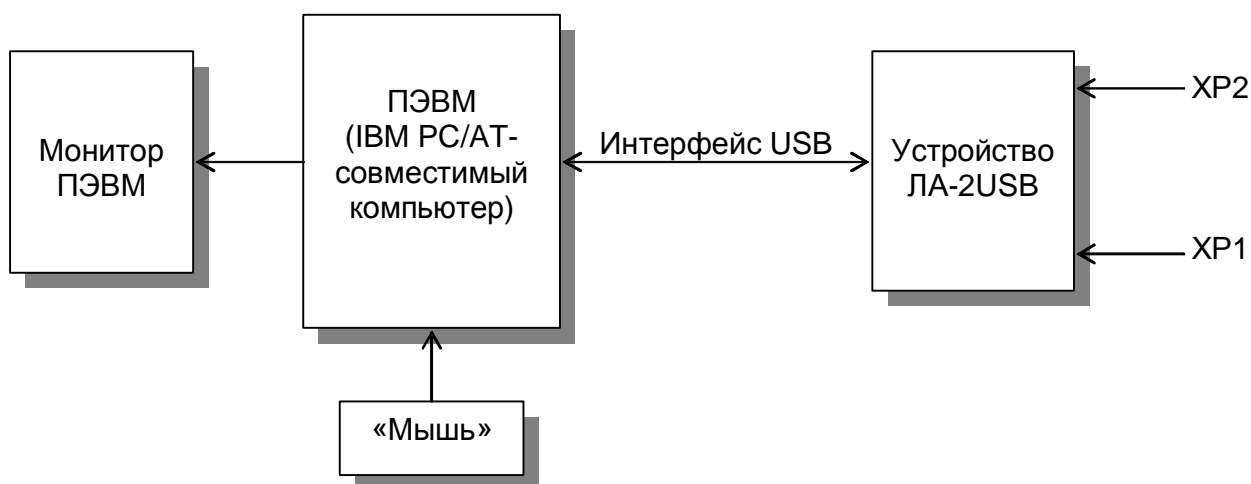 Монитор
ПЭВМ
ПЭВМ
(IBM PC/AT-
совместимый
компьютер)
Интерфейс USB
Устройство
ЛА-2USB
XP2
XP1
«Мышь»